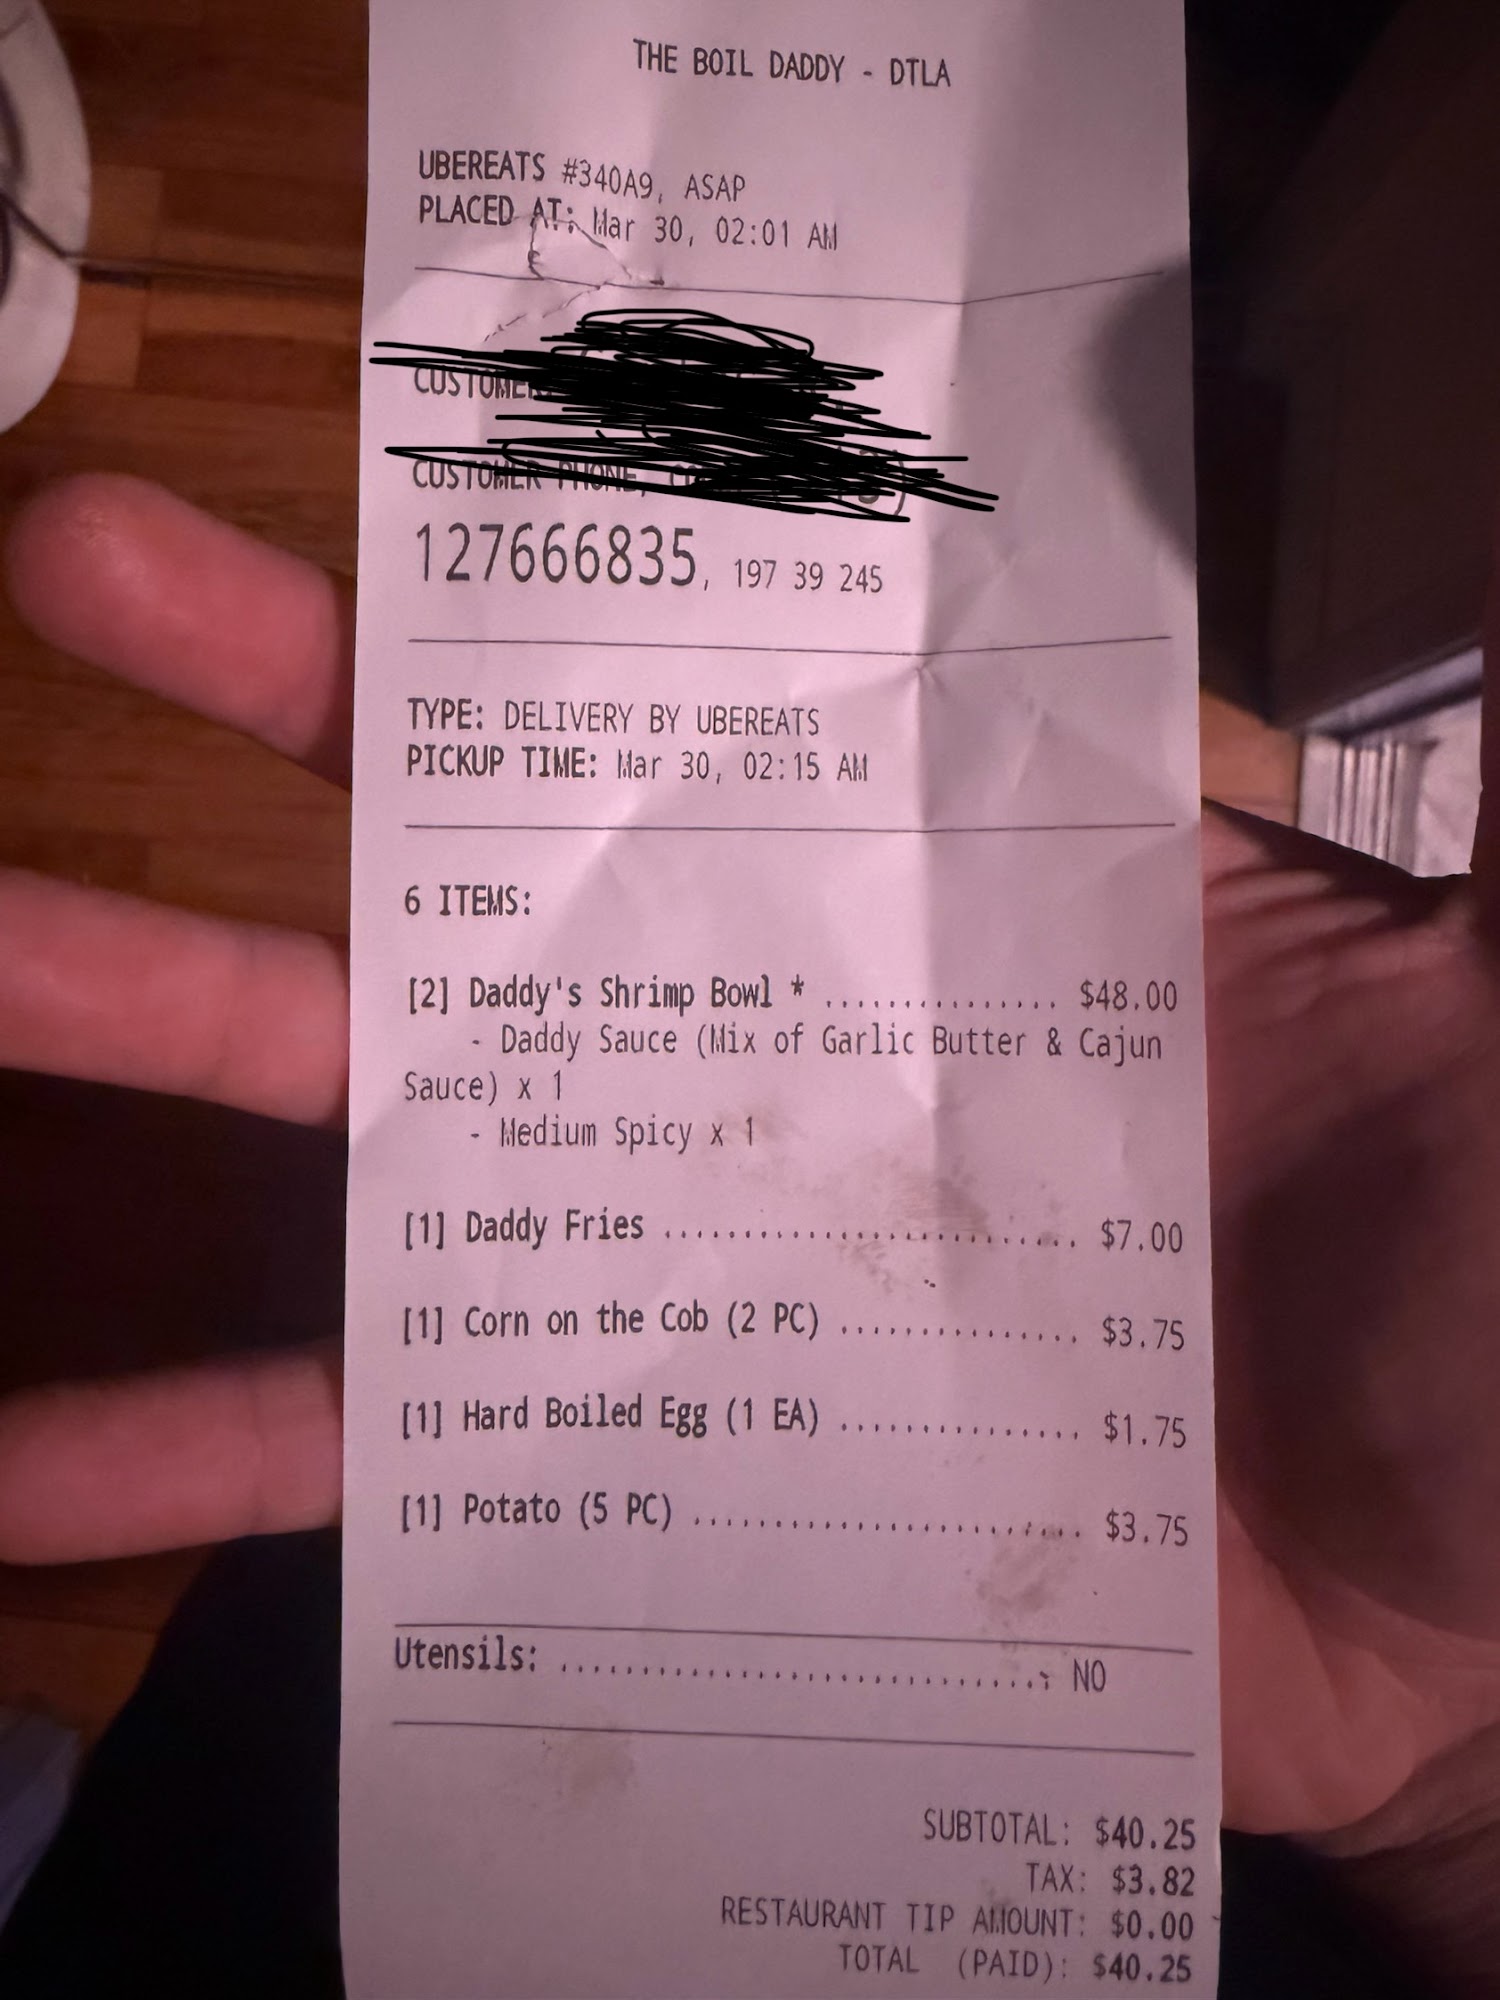 THE BOIL DADDY - DTLA
UBEREATS #340A9, ASAP
PLACED AT: Mar 30, 02:01 AM
CUSTOMER
CUSTOMER PHONE,
127666835, 197 39 245
TYPE: DELIVERY BY UBEREATS
PICKUP TIME: Mar 30, 02:15 AM
6 ITEMS:
[2] Daddy's Shrimp Bowl * ............... $48.00
- Daddy Sauce (Mix of Garlic Butter & Cajun
Sauce) x 1
- Medium Spicy x 1
[1] Daddy Fries .......................... $7.00
[1] Corn on the Cob (2 PC) ............... $3.75
[1] Hard Boiled Egg (1 EA) ............... $1.75
[1] Potato (5 PC) ........................ $3.75
Utensils: ............................... NO
SUBTOTAL: $40.25
TAX: $3.82
RESTAURANT TIP AMOUNT: $0.00
TOTAL (PAID): $40.25